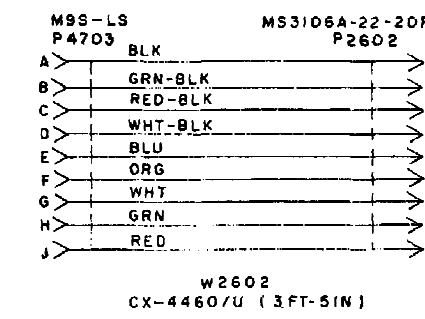 M9S-LS MS3106A-22-20P
P4703 P2602
A BLK
B GRN-BLK
C RED-BLK
D WHT-BLK
E BLU
F ORG
G WHT
H GRN
J RED
W2602
CX-4460/U (3FT-5IN)